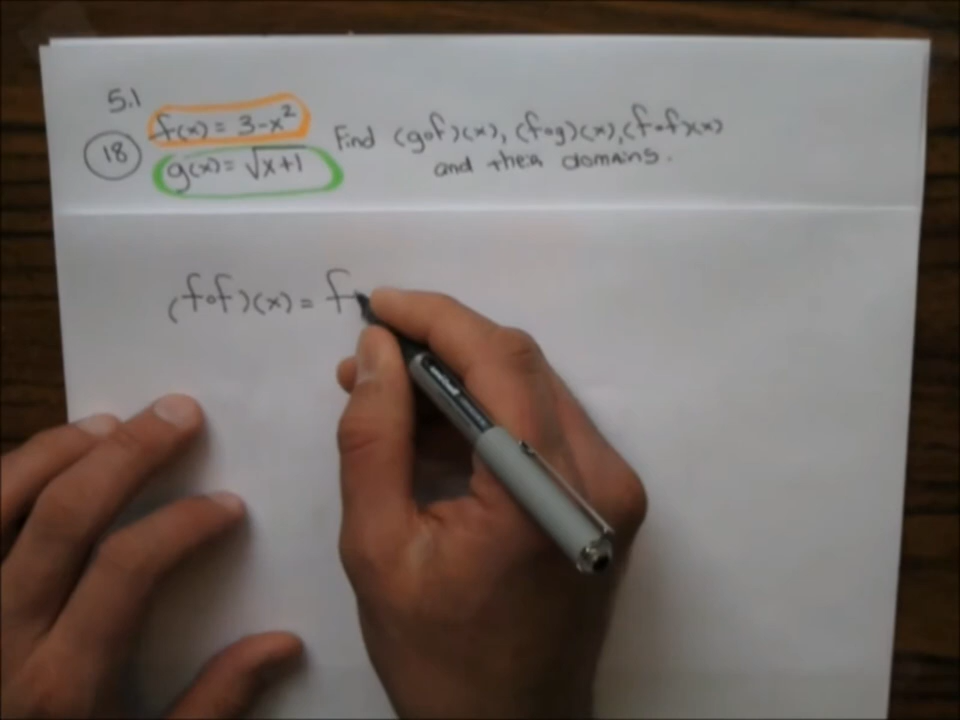 5.1
18 f(x) = 3-x² Find (g∘f)(x), (f∘g)(x), (f∘f)(x)
g(x) = √x+1 and their domains.
(f∘f)(x) = f